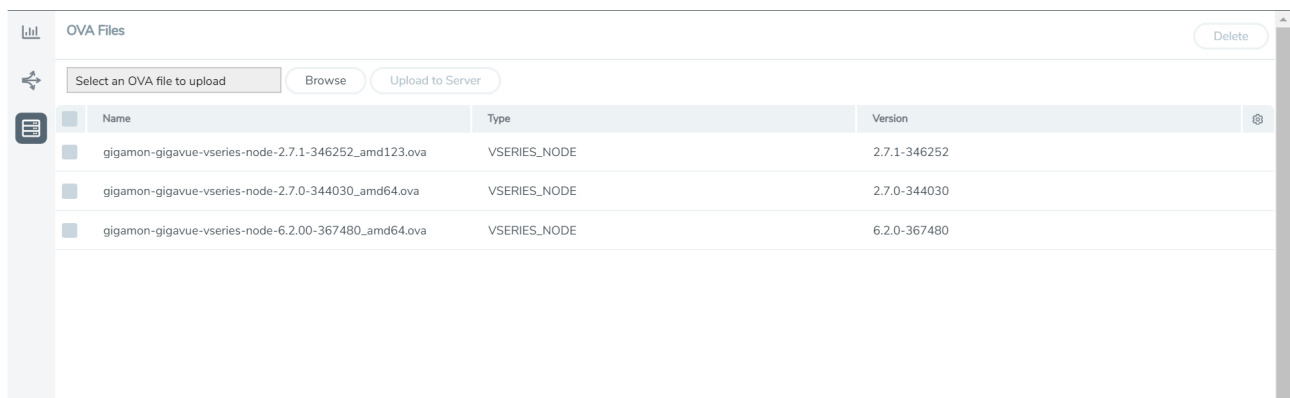 OVA Files
Delete
Select an OVA file to upload Browse Upload to Server
Name Type Version
gigamon-gigavue-vseries-node-2.7.1-346252_amd123.ova VSERIES_NODE 2.7.1-346252
gigamon-gigavue-vseries-node-2.7.0-344030_amd64.ova VSERIES_NODE 2.7.0-344030
gigamon-gigavue-vseries-node-6.2.00-367480_amd64.ova VSERIES_NODE 6.2.0-367480